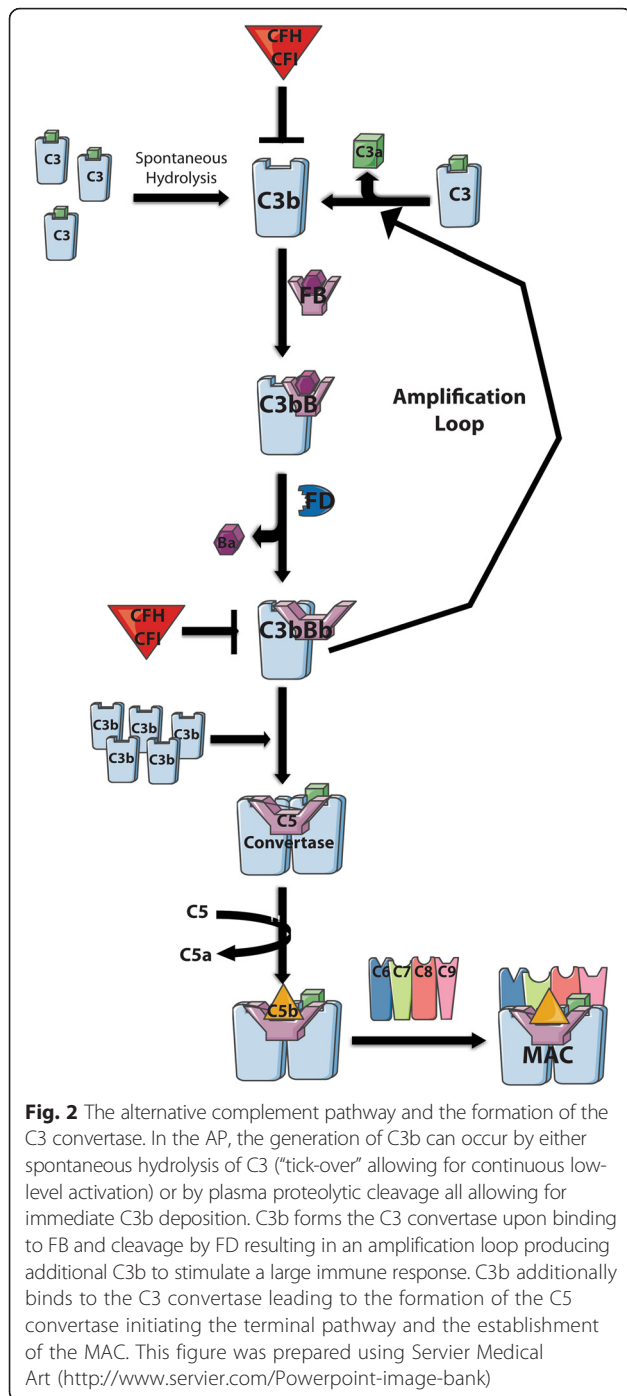 CFH
CFI
C3
C3
C3
Spontaneous
Hydrolysis
C3b
C3a
C3
FB
C3bB
Amplification
Loop
FD
Ba
CFH
CFI
C3bBb
C3b
C3b
C3b
C3b
C3b
C5
Convertase
C5
C5a
C5b
C6
C7
C8
C9
MAC
Fig. 2 The alternative complement pathway and the formation of the
C3 convertase. In the AP, the generation of C3b can occur by either
spontaneous hydrolysis of C3 (“tick-over” allowing for continuous low-
level activation) or by plasma proteolytic cleavage all allowing for
immediate C3b deposition. C3b forms the C3 convertase upon binding
to FB and cleavage by FD resulting in an amplification loop producing
additional C3b to stimulate a large immune response. C3b additionally
binds to the C3 convertase leading to the formation of the C5
convertase initiating the terminal pathway and the establishment
of the MAC. This figure was prepared using Servier Medical
Art (http://www.servier.com/Powerpoint-image-bank)